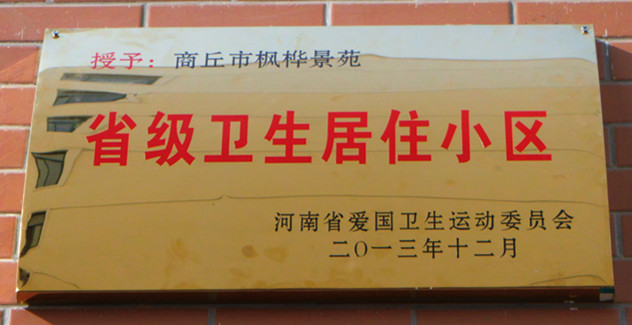 授予：商丘市枫桦景苑
省级卫生居住小区
河南省爱国卫生运动委员会
二〇一三年十二月